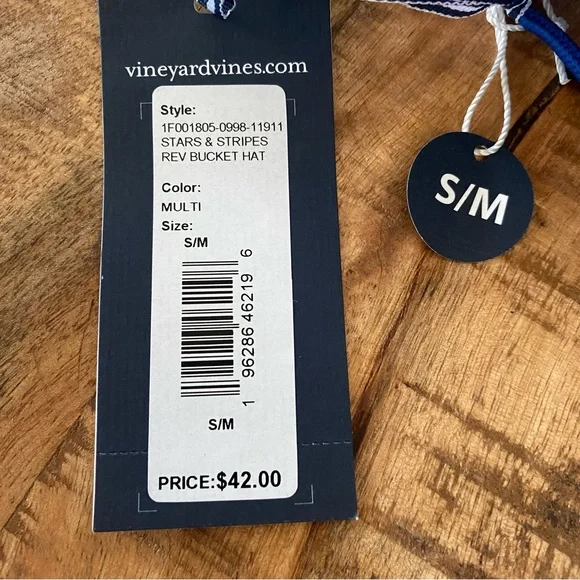 vineyardvines.com
Style:
1F001805-0998-11911
STARS & STRIPES
REV BUCKET HAT
Color:
MULTI
Size:
S/M
1 96286 46219 6
S/M
PRICE:$42.00
S/M